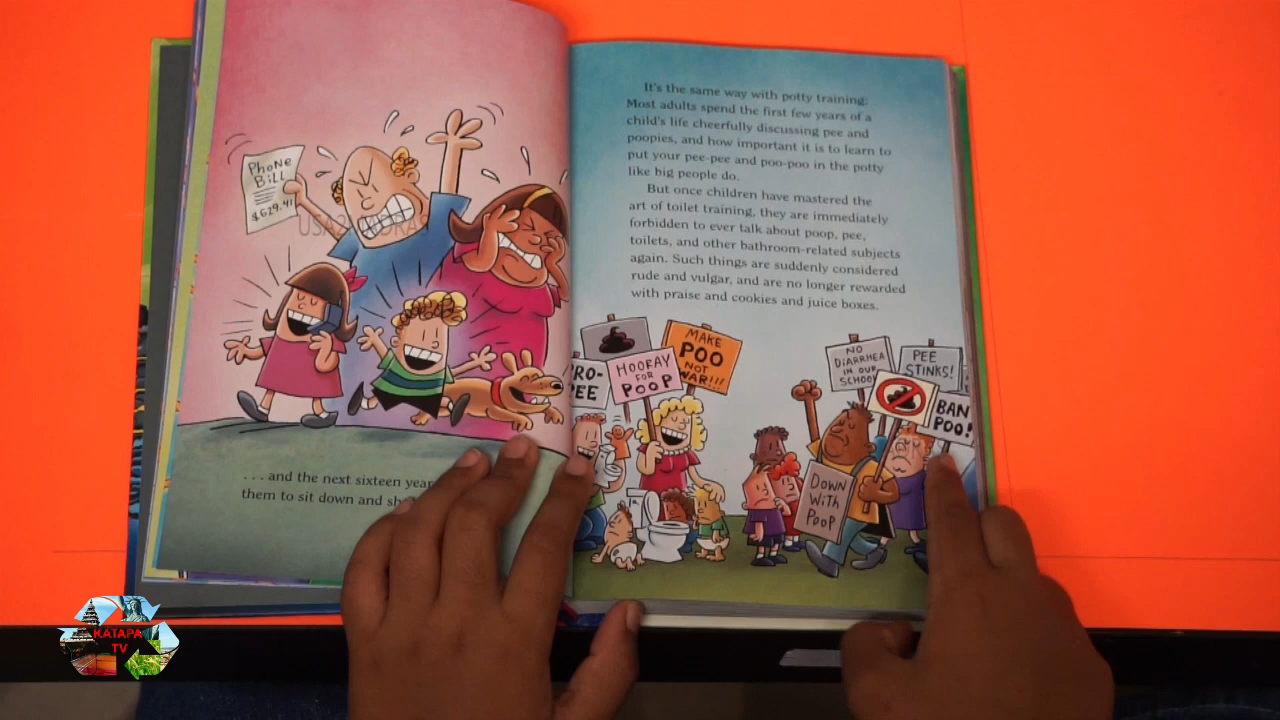 PHONE
BILL
$629.41
. . . and the next sixteen
them to sit down and
It's the same way with potty training.
Most adults spend the first few years of a
child's life cheerfully discussing pee and
poopies, and how important it is to learn to
put your pee-pee and poo-poo in the potty
like big people do.
But once children have mastered the
art of toilet training, they are immediately
forbidden to ever talk about poop, pee,
toilets, and other bathroom-related subjects
again. Such things are suddenly considered
rude and vulgar, and are no longer rewarded
with praise and cookies and juice boxes.
PEE
HOORAY
FOR
POOP
MAKE
POO
NOT
WAR!!!
NO
DIARRHEA
IN OUR
SCHOOL
PEE
STINKS!
BAN
POO!
DOWN
WITH
POOP
KATAPA
TV